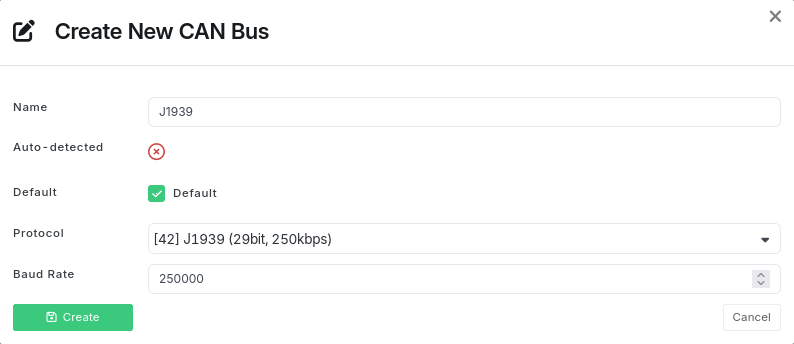 Create New CAN Bus
Name
J1939
Auto-detected
Default
Default
Protocol
[42] J1939 (29bit, 250kbps)
Baud Rate
250000
Create
Cancel